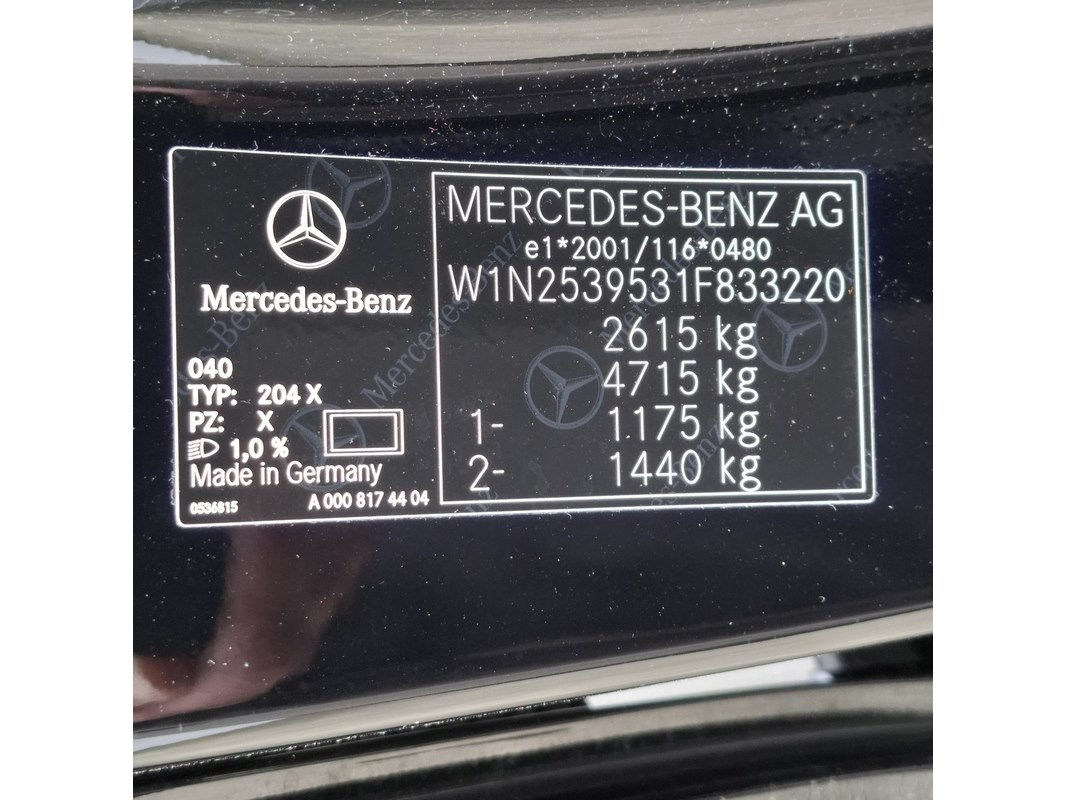 Mercedes-Benz
040
TYP: 204 X
PZ: X
1,0 %
Made in Germany
0536815
A 000 817 44 04
MERCEDES-BENZ AG
e1*2001/116*0480
W1N2539531F833220
2615 kg
4715 kg
1- 1175 kg
2- 1440 kg